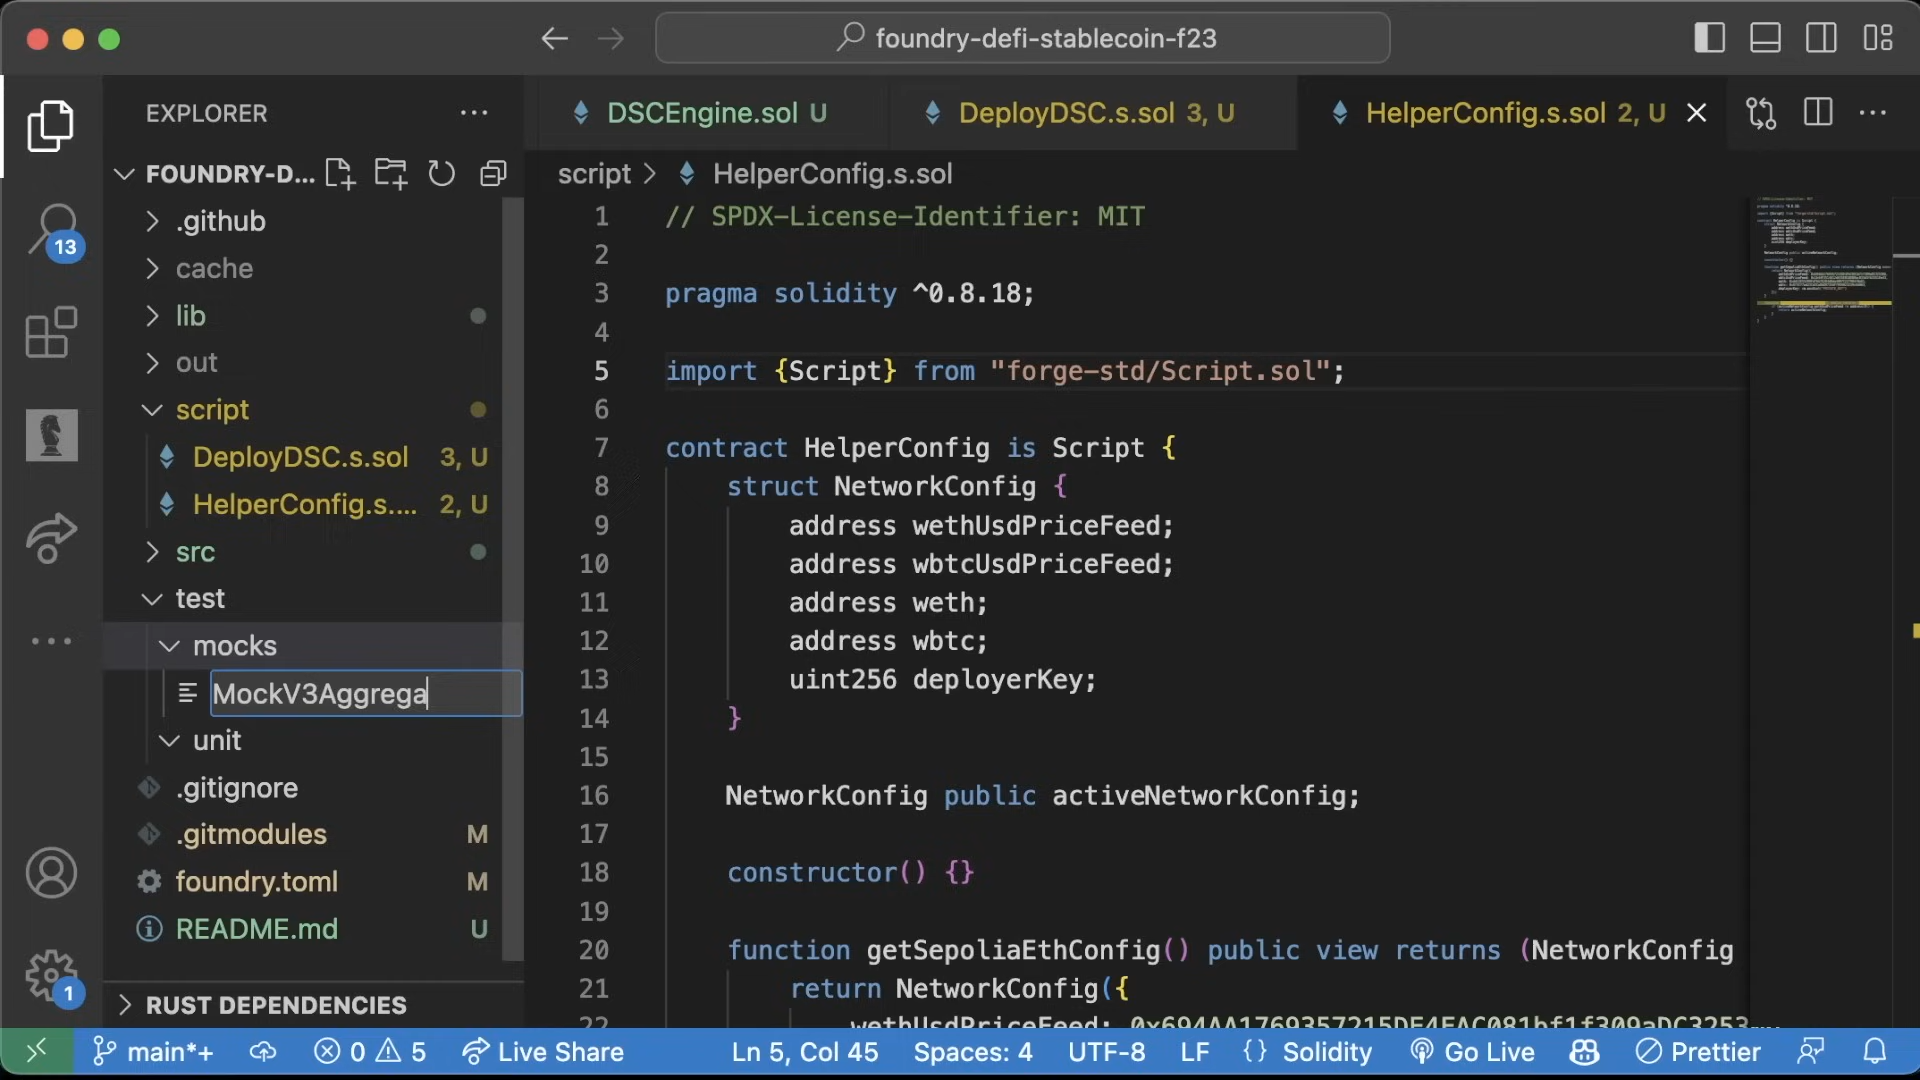 foundry-defi-stablecoin-f23
EXPLORER
FOUNDRY-D...
.github
cache
lib
out
script
DeployDSC.s.sol 3, U
HelperConfig.s.... 2, U
src
test
mocks
MockV3Aggrega
unit
.gitignore
.gitmodules M
foundry.toml M
README.md U
RUST DEPENDENCIES
13
1
DSCEngine.sol U
DeployDSC.s.sol 3, U
HelperConfig.s.sol 2, U
script > HelperConfig.s.sol
1 // SPDX-License-Identifier: MIT
2
3 pragma solidity ^0.8.18;
4
5 import {Script} from "forge-std/Script.sol";
6
7 contract HelperConfig is Script {
8 struct NetworkConfig {
9 address wethUsdPriceFeed;
10 address wbtcUsdPriceFeed;
11 address weth;
12 address wbtc;
13 uint256 deployerKey;
14 }
15
16 NetworkConfig public activeNetworkConfig;
17
18 constructor() {}
19
20 function getSepoliaEthConfig() public view returns (NetworkConfig
21 return NetworkConfig({
22 wethUsdPriceFeed:
main*+ 0 5 Live Share Ln 5, Col 45 Spaces: 4 UTF-8 LF {} Solidity Go Live Prettier